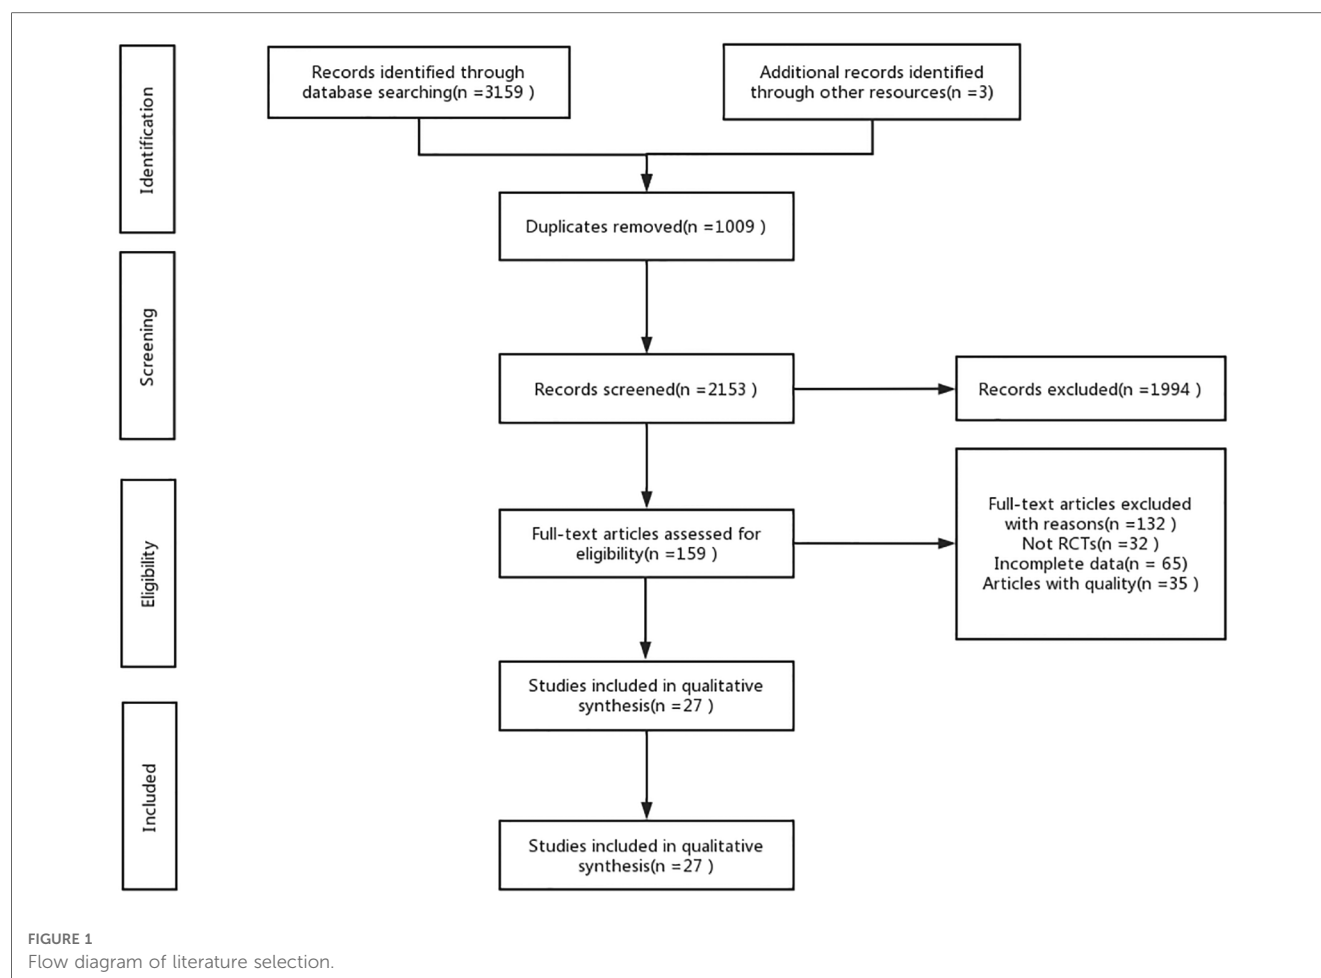 Identification
Records identified through
database searching(n =3159 )
Additional records identified
through other resources(n =3)
Duplicates removed(n =1009 )
Screening
Records screened(n =2153 )
Records excluded(n =1994 )
Eligibility
Full-text articles assessed for
eligibility(n =159 )
Full-text articles excluded
with reasons(n =132 )
Not RCTs(n =32 )
Incomplete data(n = 65)
Articles with quality(n =35 )
Studies included in qualitative
synthesis(n =27 )
Included
Studies included in qualitative
synthesis(n =27 )
FIGURE 1
Flow diagram of literature selection.